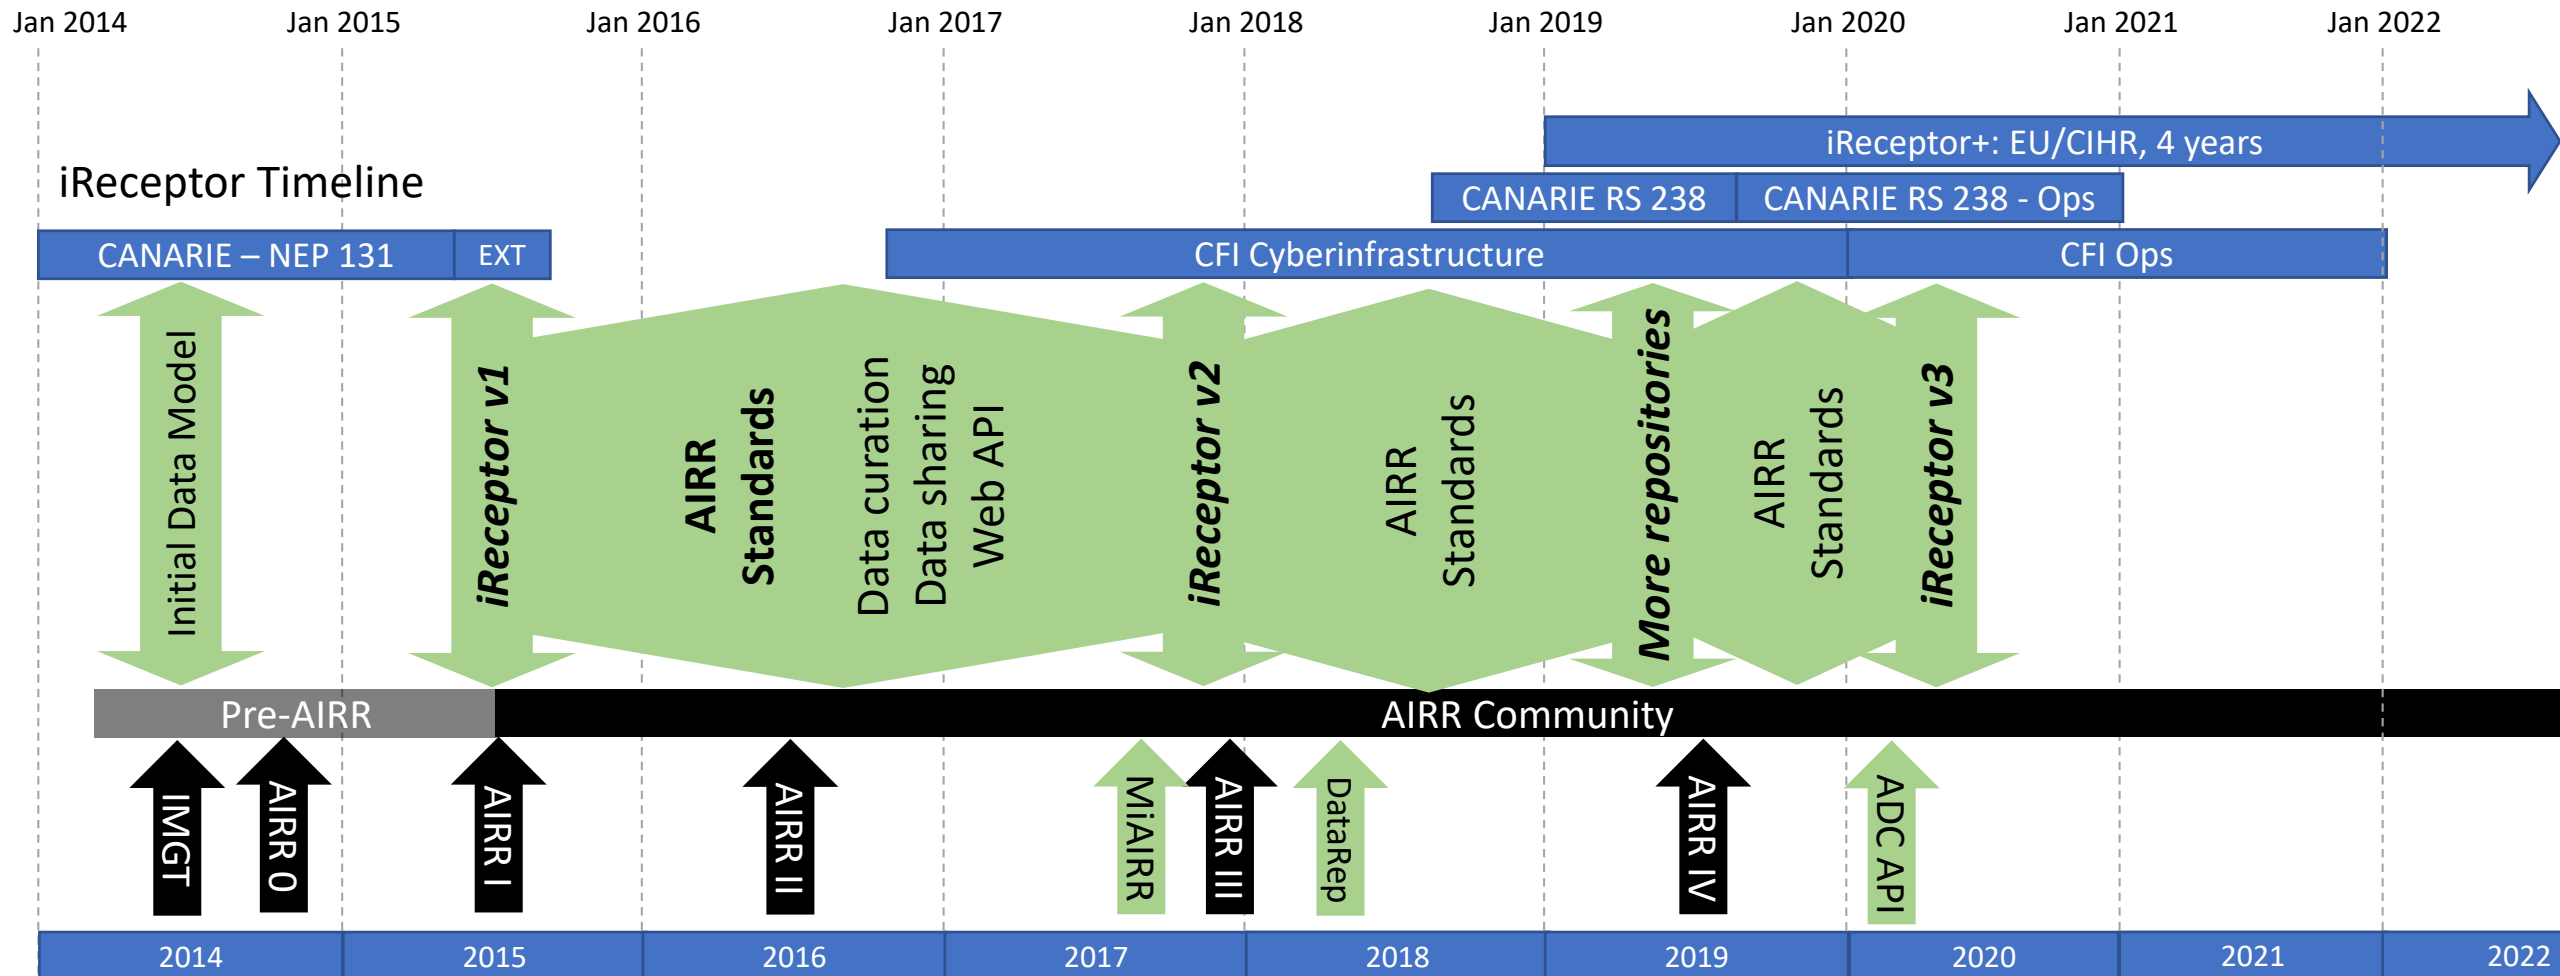 Jan 2014
Jan 2015
Jan 2016
Jan 2017
Jan 2018
Jan 2019
Jan 2020
Jan 2021
Jan 2022
iReceptor+: EU/CIHR, 4 years
iReceptor Timeline
CANARIE RS 238
CANARIE RS 238 - Ops
CANARIE – NEP 131
EXT
CFI Cyberinfrastructure
CFI Ops
Initial Data Model
iReceptor v1
AIRR
Standards
Data curation
Data sharing
Web API
iReceptor v2
AIRR
Standards
More repositories
AIRR
Standards
iReceptor v3
Pre-AIRR
AIRR Community
IMGT
AIRR 0
AIRR I
AIRR II
MiAIRR
AIRR III
DataRep
AIRR IV
ADC API
2014
2015
2016
2017
2018
2019
2020
2021
2022